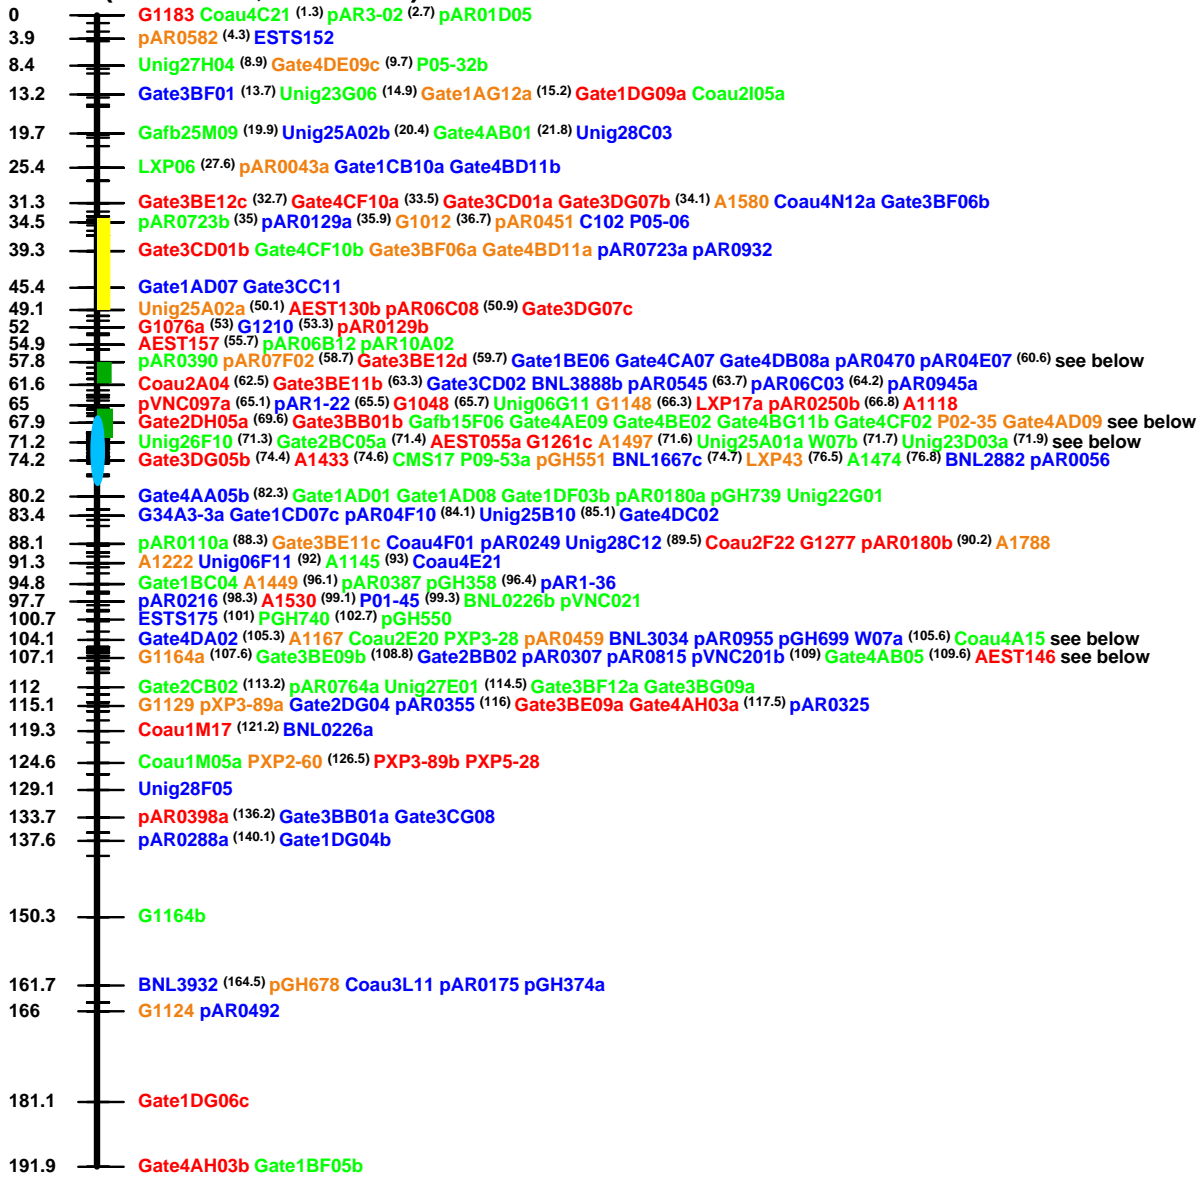 0 G1183 Coau4C21 (1.3) pAR3-02 (2.7) pAR01D05
3.9 pAR0582 (4.3) ESTS152
8.4 Unig27H04 (8.9) Gate4DE09c (9.7) P05-32b
13.2 Gate3BF01 (13.7) Unig23G06 (14.9) Gate1AG12a (15.2) Gate1DG09a Coau2I05a
19.7 Gafb25M09 (19.9) Unig25A02b (20.4) Gate4AB01 (21.8) Unig28C03
25.4 LXP06 (27.6) pAR0043a Gate1CB10a Gate4BD11b
31.3 Gate3BE12c (32.7) Gate4CF10a (33.5) Gate3CD01a Gate3DG07b (34.1) A1580 Coau4N12a Gate3BF06b
34.5 pAR0723b (35) pAR0129a (35.9) G1012 (36.7) pAR0451 C102 P05-06
39.3 Gate3CD01b Gate4CF10b Gate3BF06a Gate4BD11a pAR0723a pAR0932
45.4 Gate1AD07 Gate3CC11
49.1 Unig25A02a (50.1) AEST130b pAR06C08 (50.9) Gate3DG07c
52 G1076a (53) G1210 (53.3) pAR0129b
54.9 AEST157 (55.7) pAR06B12 pAR10A02
57.8 pAR0390 pAR07F02 (58.7) Gate3BE12d (59.7) Gate1BE06 Gate4CA07 Gate4DB08a pAR0470 pAR04E07 (60.6) see below
61.6 Coau2A04 (62.5) Gate3BE11b (63.3) Gate3CD02 BNL3888b pAR0545 (63.7) pAR06C03 (64.2) pAR0945a
65 pVNC097a (65.1) pAR1-22 (65.5) G1048 (65.7) Unig06G11 G1148 (66.3) LXP17a pAR0250b (66.8) A1118
67.9 Gate2DH05a (69.6) Gate3BB01b Gafb15F06 Gate4AE09 Gate4BE02 Gate4BG11b Gate4CF02 P02-35 Gate4AD09 see below
71.2 Unig26F10 (71.3) Gate2BC05a (71.4) AEST055a G1261c A1497 (71.6) Unig25A01a W07b (71.7) Unig23D03a (71.9) see below
74.2 Gate3DG05b (74.4) A1433 (74.6) CMS17 P09-53a pGH551 BNL1667c (74.7) LXP43 (76.5) A1474 (76.8) BNL2882 pAR0056
80.2 Gate4AA05b (82.3) Gate1AD01 Gate1AD08 Gate1DF03b pAR0180a pGH739 Unig22G01
83.4 G34A3-3a Gate1CD07c pAR04F10 (84.1) Unig25B10 (85.1) Gate4DC02
88.1 pAR0110a (88.3) Gate3BE11c Coau4F01 pAR0249 Unig28C12 (89.5) Coau2F22 G1277 pAR0180b (90.2) A1788
91.3 A1222 Unig06F11 (92) A1145 (93) Coau4E21
94.8 Gate1BC04 A1449 (96.1) pAR0387 pGH358 (96.4) pAR1-36
97.7 pAR0216 (98.3) A1530 (99.1) P01-45 (99.3) BNL0226b pVNC021
100.7 ESTS175 (101) PGH740 (102.7) pGH550
104.1 Gate4DA02 (105.3) A1167 Coau2E20 PXP3-28 pAR0459 BNL3034 pAR0955 pGH699 W07a (105.6) Coau4A15 see below
107.1 G1164a (107.6) Gate3BE09b (108.8) Gate2BB02 pAR0307 pAR0815 pVNC201b (109) Gate4AB05 (109.6) AEST146 see below
112 Gate2CB02 (113.2) pAR0764a Unig27E01 (114.5) Gate3BF12a Gate3BG09a
115.1 G1129 pXP3-89a Gate2DG04 pAR0355 (116) Gate3BE09a Gate4AH03a (117.5) pAR0325
119.3 Coau1M17 (121.2) BNL0226a
124.6 Coau1M05a PXP2-60 (126.5) PXP3-89b PXP5-28
129.1 Unig28F05
133.7 pAR0398a (136.2) Gate3BB01a Gate3CG08
137.6 pAR0288a (140.1) Gate1DG04b
150.3 G1164b
161.7 BNL3932 (164.5) pGH678 Coau3L11 pAR0175 pGH374a
166 G1124 pAR0492
181.1 Gate1DG06c
191.9 Gate4AH03b Gate1BF05b